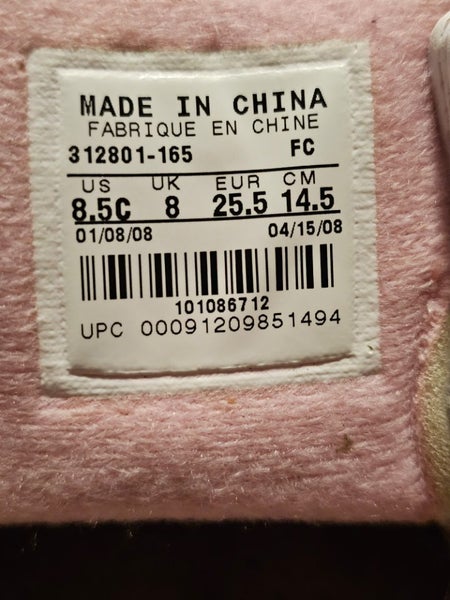 MADE IN CHINA
FABRIQUE EN CHINE
312801-165 FC
US UK EUR CM
8.5C 8 25.5 14.5
01/08/08 04/15/08
101086712
UPC 00091209851494